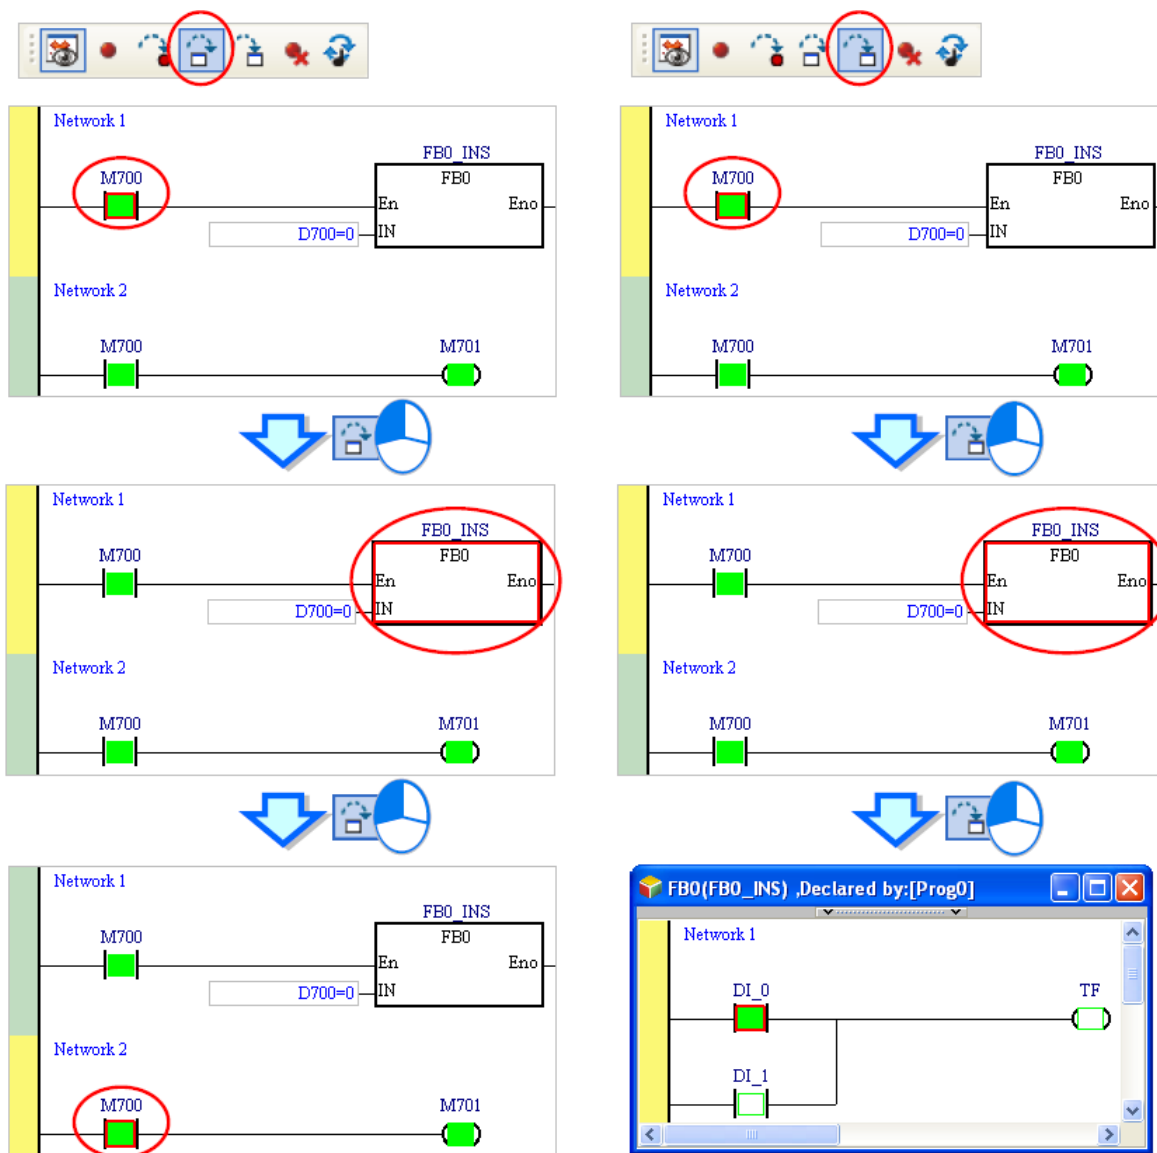 Network 1
FB0_INS
M700
FB0
En
Eno
D700=0
IN
Network 2
M700
M701
Network 1
FB0_INS
M700
FB0
En
Eno
D700=0
IN
Network 2
M700
M701
Network 1
FB0_INS
M700
FB0
En
Eno
D700=0
IN
Network 2
M700
M701
Network 1
FB0_INS
M700
FB0
En
Eno
D700=0
IN
Network 2
M700
M701
Network 1
FB0_INS
M700
FB0
En
Eno
D700=0
IN
Network 2
M700
M701
FB0(FB0_INS) ,Declared by:[Prog0]
Network 1
DI_0
TF
DI_1